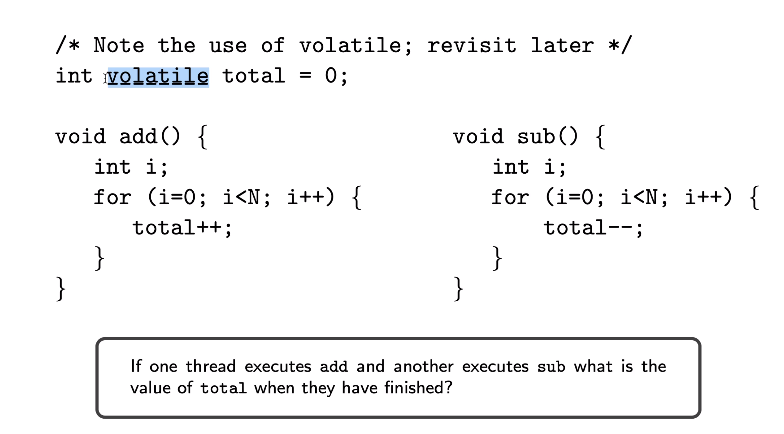 /* Note the use of volatile; revisit later */
int volatile total = 0;
void add() {
int i;
for (i=0; i<N; i++) {
total++;
}
}
void sub() {
int i;
for (i=0; i<N; i++) {
total--;
}
}
If one thread executes add and another executes sub what is the
value of total when they have finished?